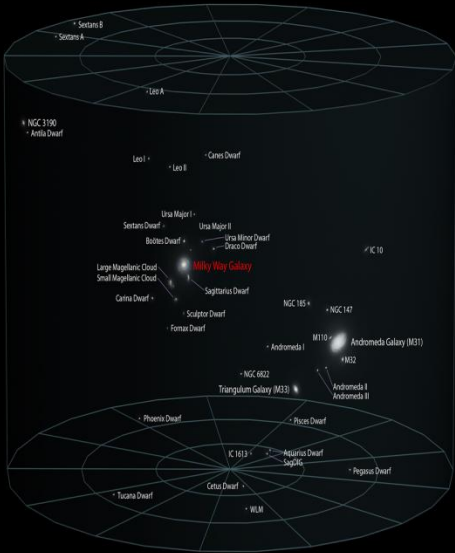 Sextans B
Sextans A
Leo A
NGC 3190
Antila Dwarf
Canes Dwarf
Leo I
Leo II
Ursa Major I
Sextans Dwarf
Ursa Major II
Ursa Minor Dwarf
Boötes Dwarf
Draco Dwarf
IC 10
Milky Way Galaxy
Large Magellanic Cloud
Small Magellanic Cloud
Sagittarius Dwarf
Carina Dwarf
NGC 185
NGC 147
Sculptor Dwarf
Fornax Dwarf
M110
Andromeda Galaxy (M31)
Andromeda I
M32
NGC 6822
Triangulum Galaxy (M33)
Andromeda II
Andromeda III
Phoenix Dwarf
Pisces Dwarf
IC 1613
Aquarius Dwarf
SagDIG
Pegasus Dwarf
Cetus Dwarf
Tucana Dwarf
WLM